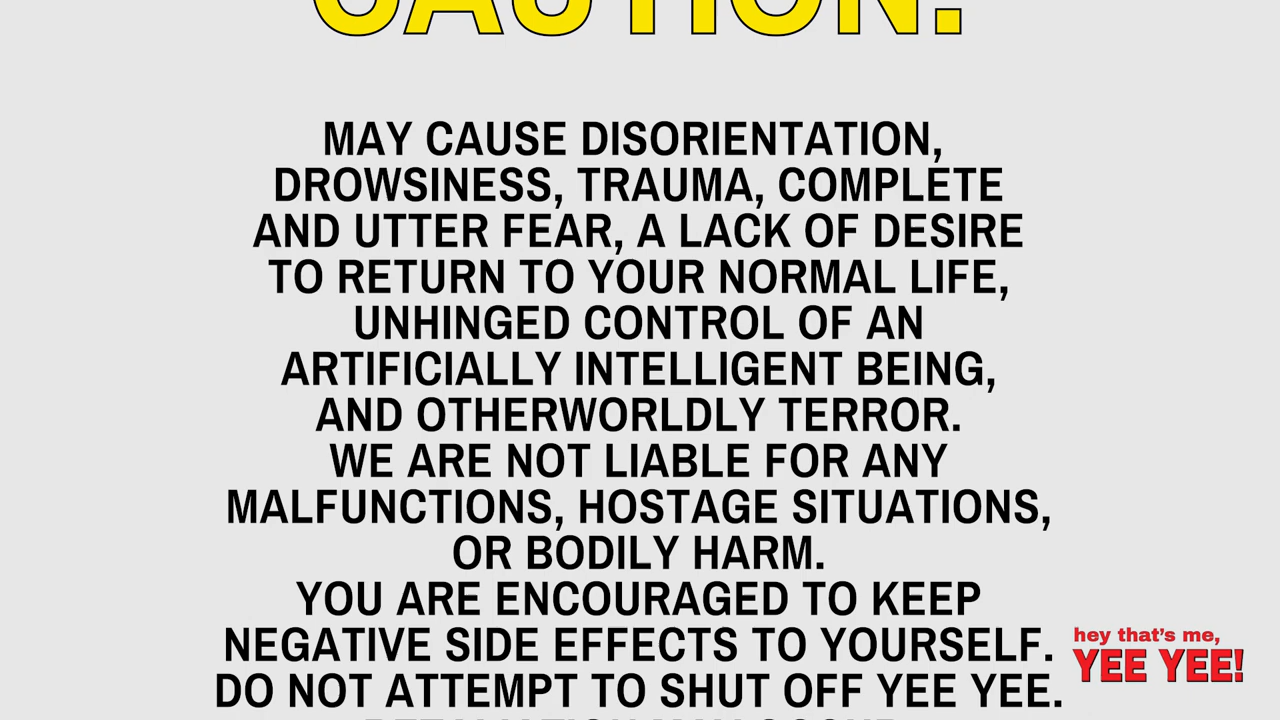 CAUTION:
MAY CAUSE DISORIENTATION,
DROWSINESS, TRAUMA, COMPLETE
AND UTTER FEAR, A LACK OF DESIRE
TO RETURN TO YOUR NORMAL LIFE,
UNHINGED CONTROL OF AN
ARTIFICIALLY INTELLIGENT BEING,
AND OTHERWORLDLY TERROR.
WE ARE NOT LIABLE FOR ANY
MALFUNCTIONS, HOSTAGE SITUATIONS,
OR BODILY HARM.
YOU ARE ENCOURAGED TO KEEP
NEGATIVE SIDE EFFECTS TO YOURSELF.
DO NOT ATTEMPT TO SHUT OFF YEE YEE.
hey that's me,
YEE YEE!